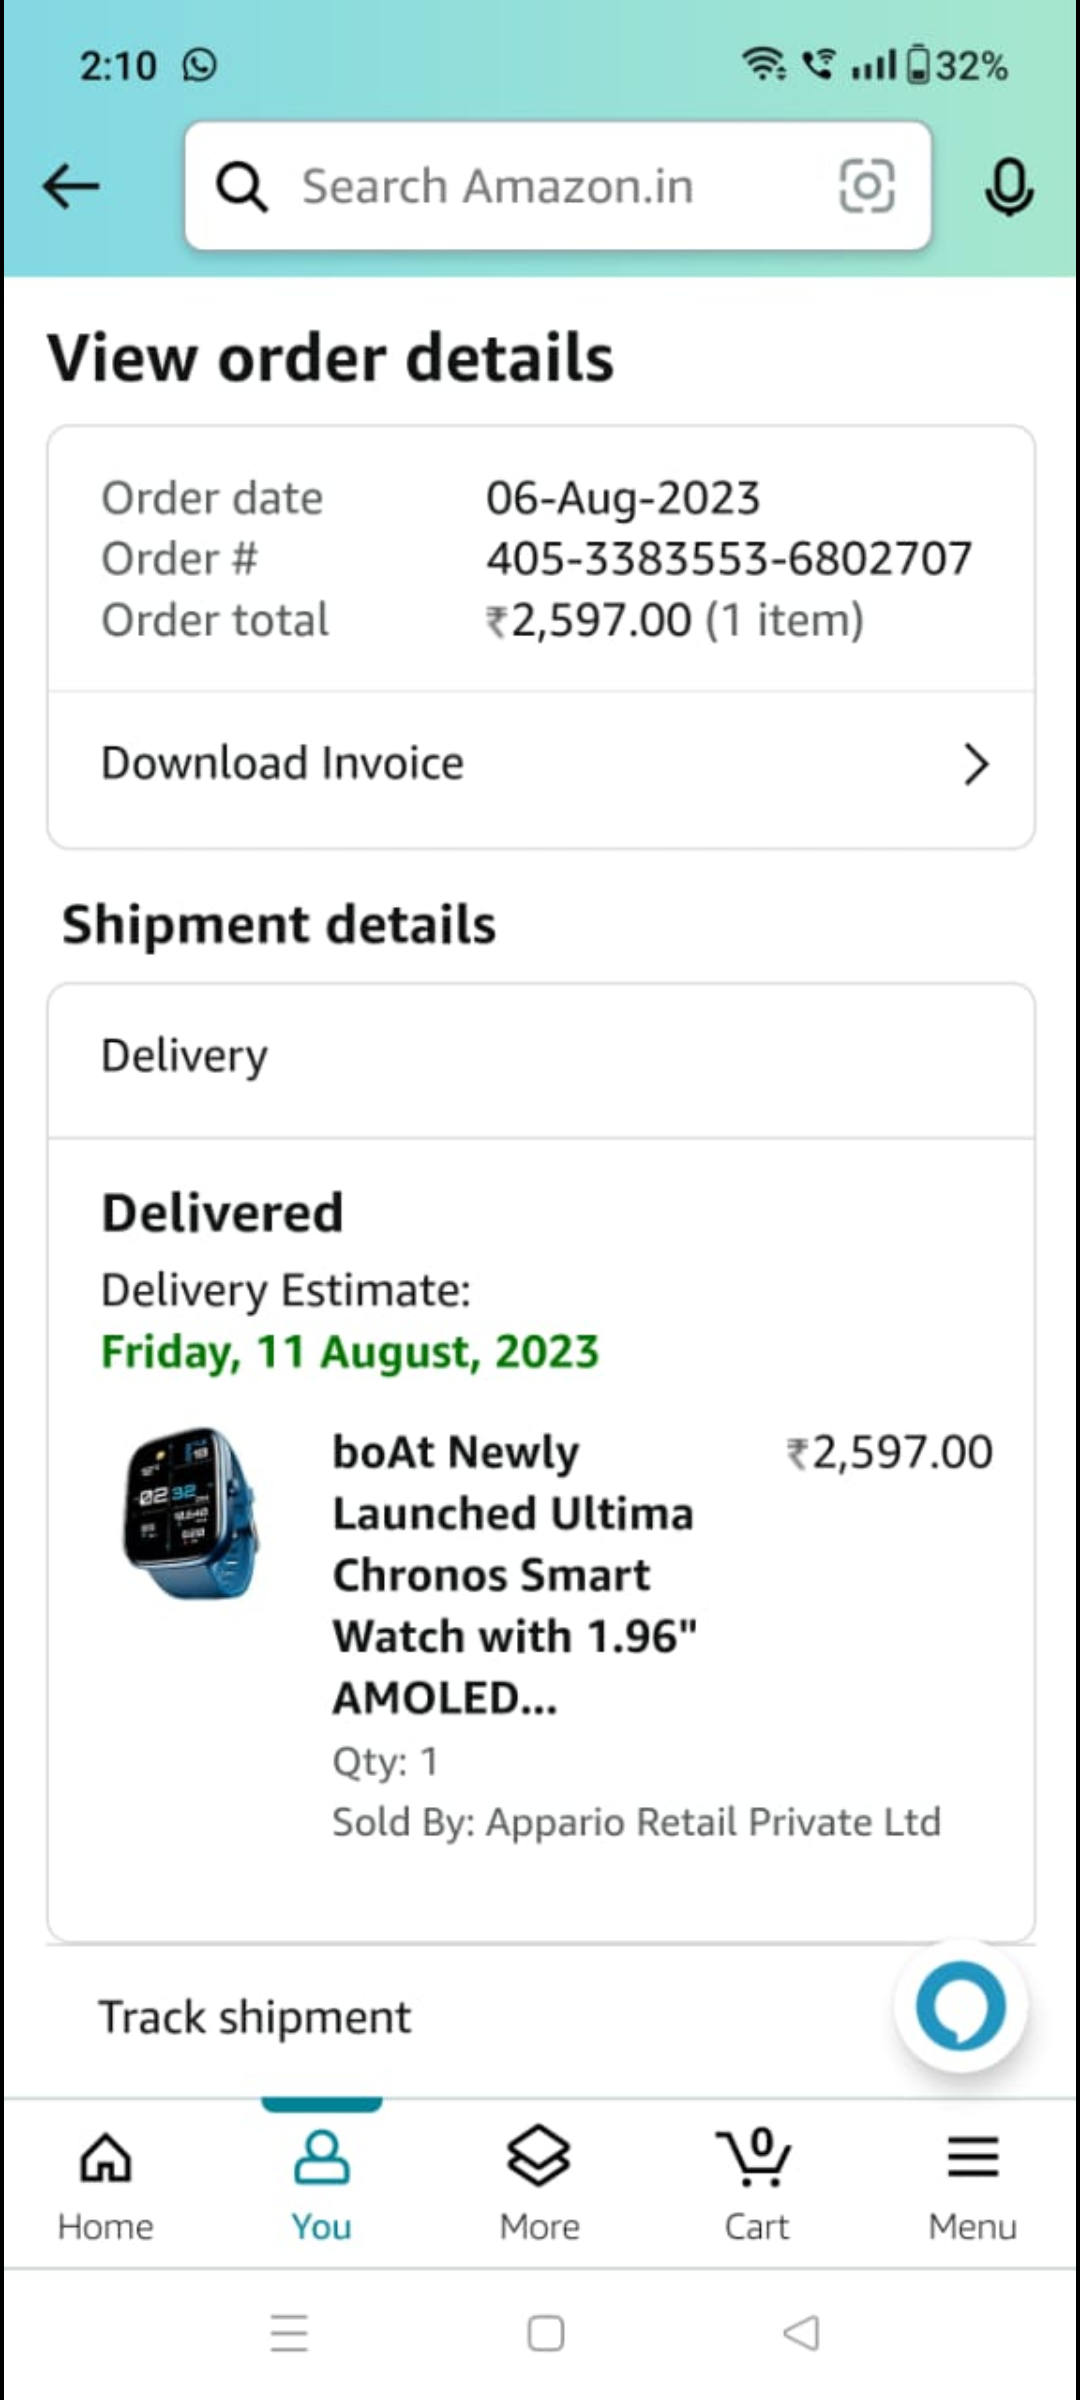 2:10
32%
Search Amazon.in
View order details
Order date 06-Aug-2023
Order # 405-3383553-6802707
Order total ₹2,597.00 (1 item)
Download Invoice
Shipment details
Delivery
Delivered
Delivery Estimate:
Friday, 11 August, 2023
boAt Newly ₹2,597.00
Launched Ultima
Chronos Smart
Watch with 1.96"
AMOLED...
Qty: 1
Sold By: Appario Retail Private Ltd
Track shipment
0
Home You More Cart Menu